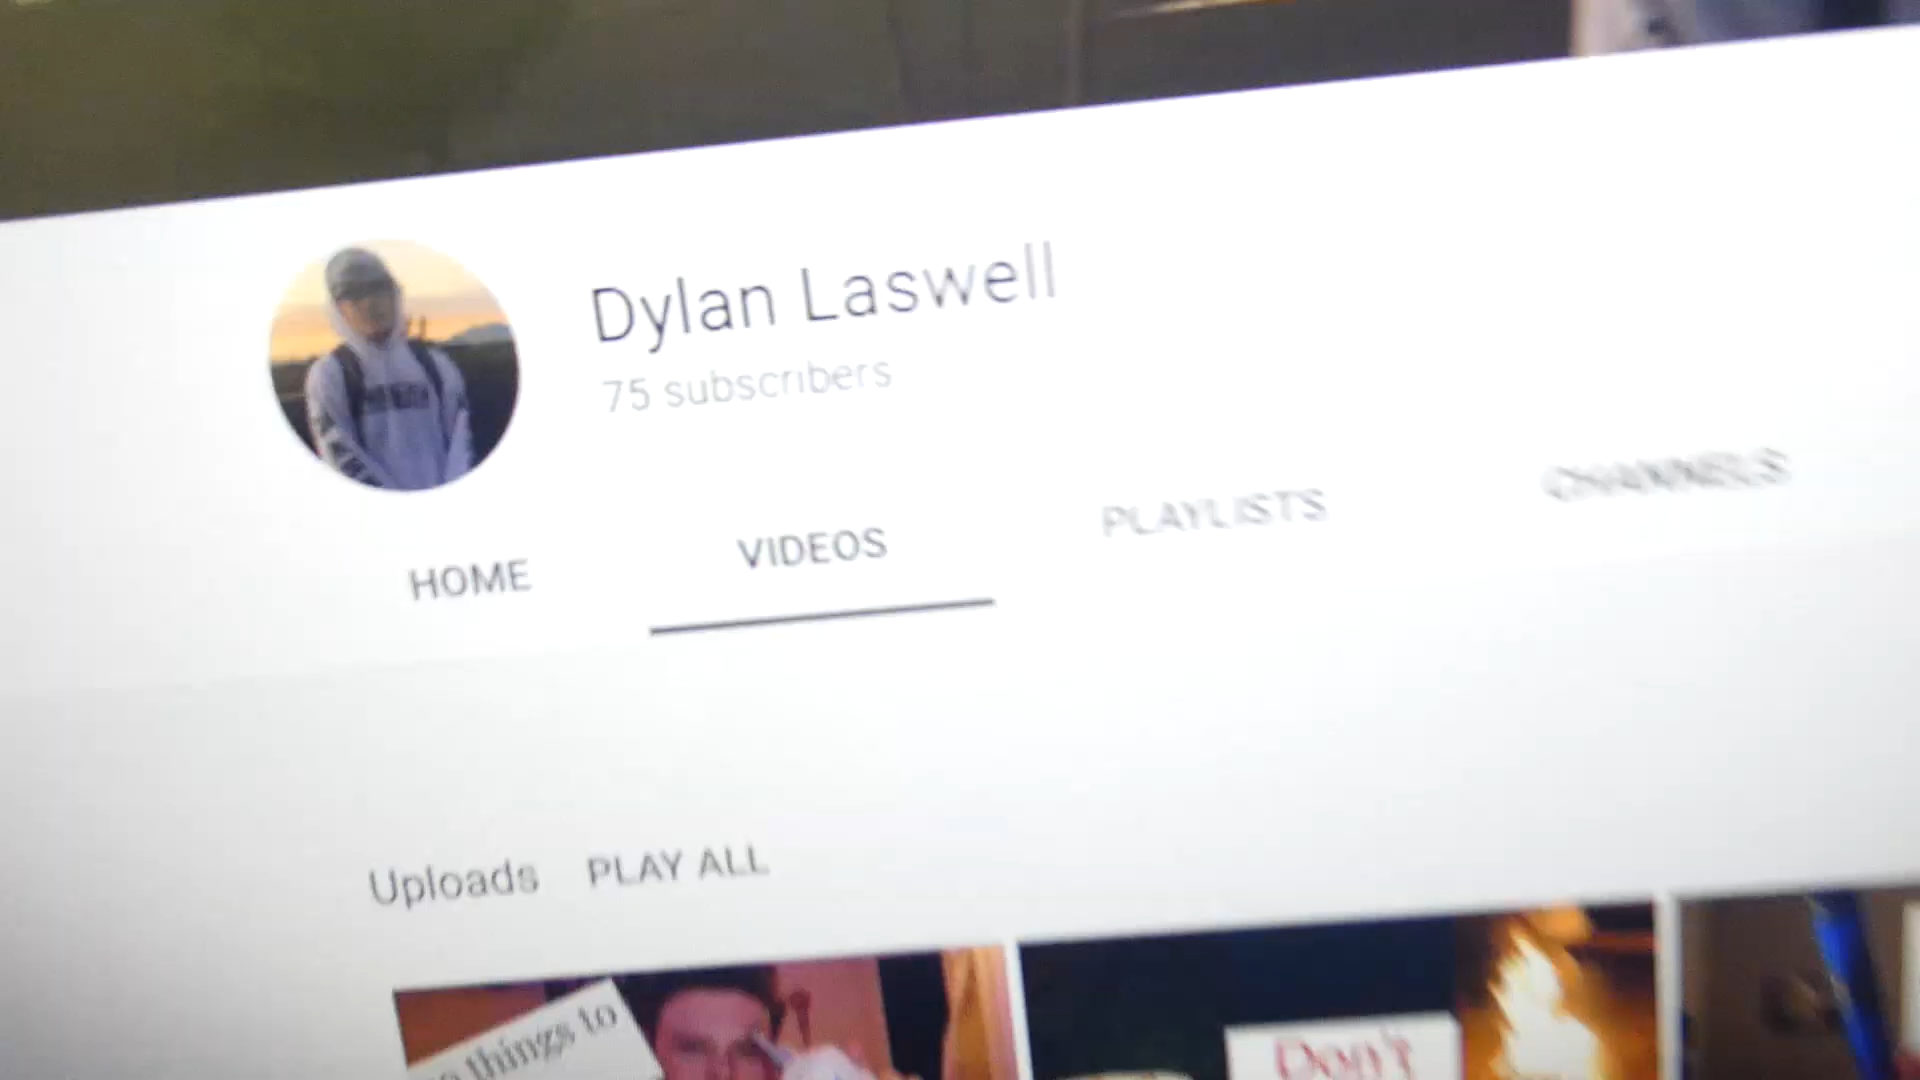 Dylan Laswell
75 subscribers
HOME VIDEOS PLAYLISTS CHANNELS
Uploads PLAY ALL
things to
Don't